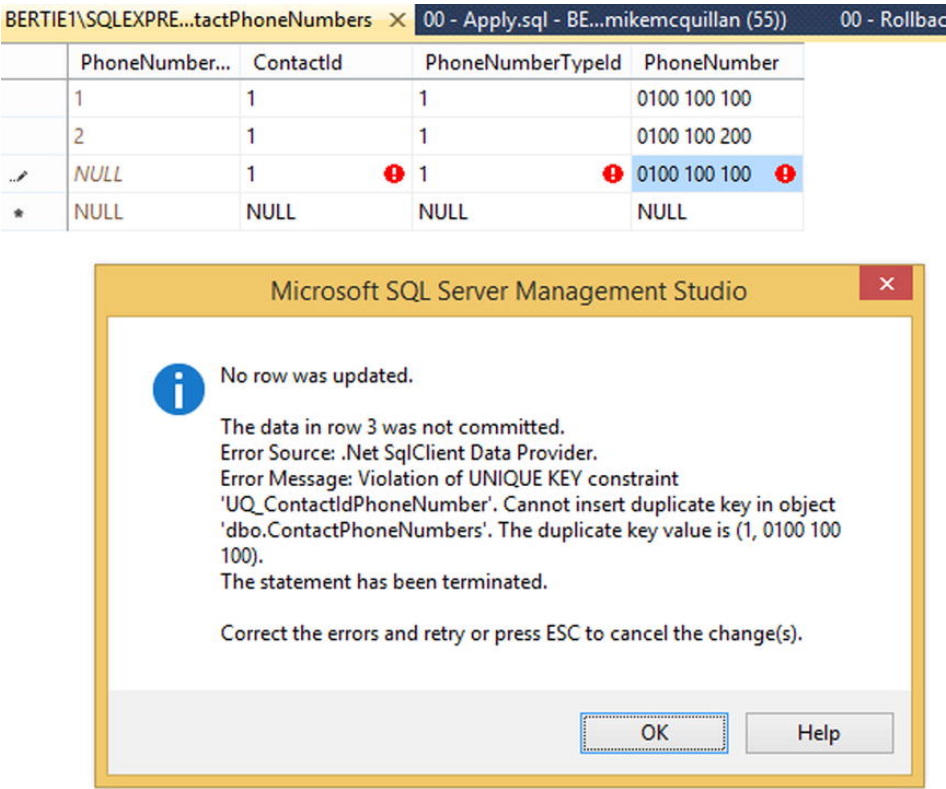 BERTIE1\SQLEXPRE...tactPhoneNumbers 00 - Apply.sql - BE...mikemcquillan (55)) 00 - Rollbac
PhoneNumber... ContactId PhoneNumberTypeId PhoneNumber
1 1 1 0100 100 100
2 1 1 0100 100 200
NULL 1 1 0100 100 100
NULL NULL NULL NULL
Microsoft SQL Server Management Studio
No row was updated.
The data in row 3 was not committed.
Error Source: .Net SqlClient Data Provider.
Error Message: Violation of UNIQUE KEY constraint
'UQ_ContactIdPhoneNumber'. Cannot insert duplicate key in object
'dbo.ContactPhoneNumbers'. The duplicate key value is (1, 0100 100
100).
The statement has been terminated.
Correct the errors and retry or press ESC to cancel the change(s).
OK Help